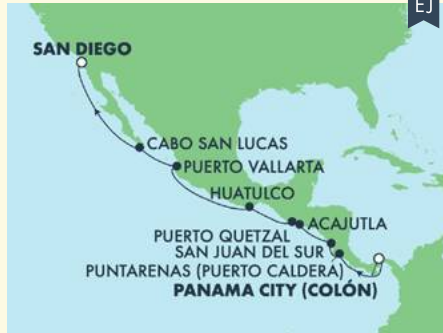 EJ
SAN DIEGO
CABO SAN LUCAS
PUERTO VALLARTA
HUATULCO
ACAJUTLA
PUERTO QUETZAL
SAN JUAN DEL SUR
PUNTARENAS (PUERTO CALDERA)
PANAMA CITY (COLÓN)